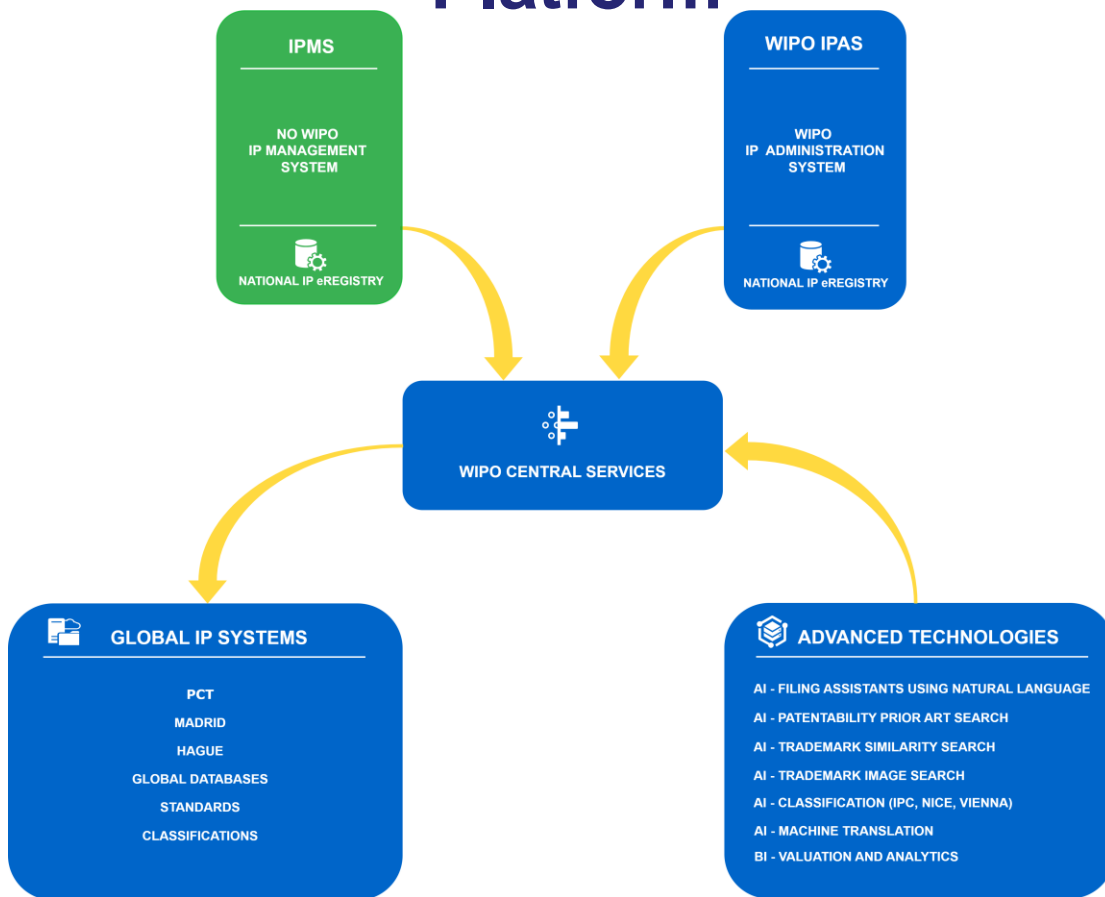 Platform
IPMS
NO WIPO
IP MANAGEMENT
SYSTEM
NATIONAL IP eREGISTRY
WIPO IPAS
WIPO
IP ADMINISTRATION
SYSTEM
NATIONAL IP eREGISTRY
WIPO CENTRAL SERVICES
GLOBAL IP SYSTEMS
PCT
MADRID
HAGUE
GLOBAL DATABASES
STANDARDS
CLASSIFICATIONS
ADVANCED TECHNOLOGIES
AI - FILING ASSISTANTS USING NATURAL LANGUAGE
AI - PATENTABILITY PRIOR ART SEARCH
AI - TRADEMARK SIMILARITY SEARCH
AI - TRADEMARK IMAGE SEARCH
AI - CLASSIFICATION (IPC, NICE, VIENNA)
AI - MACHINE TRANSLATION
BI - VALUATION AND ANALYTICS